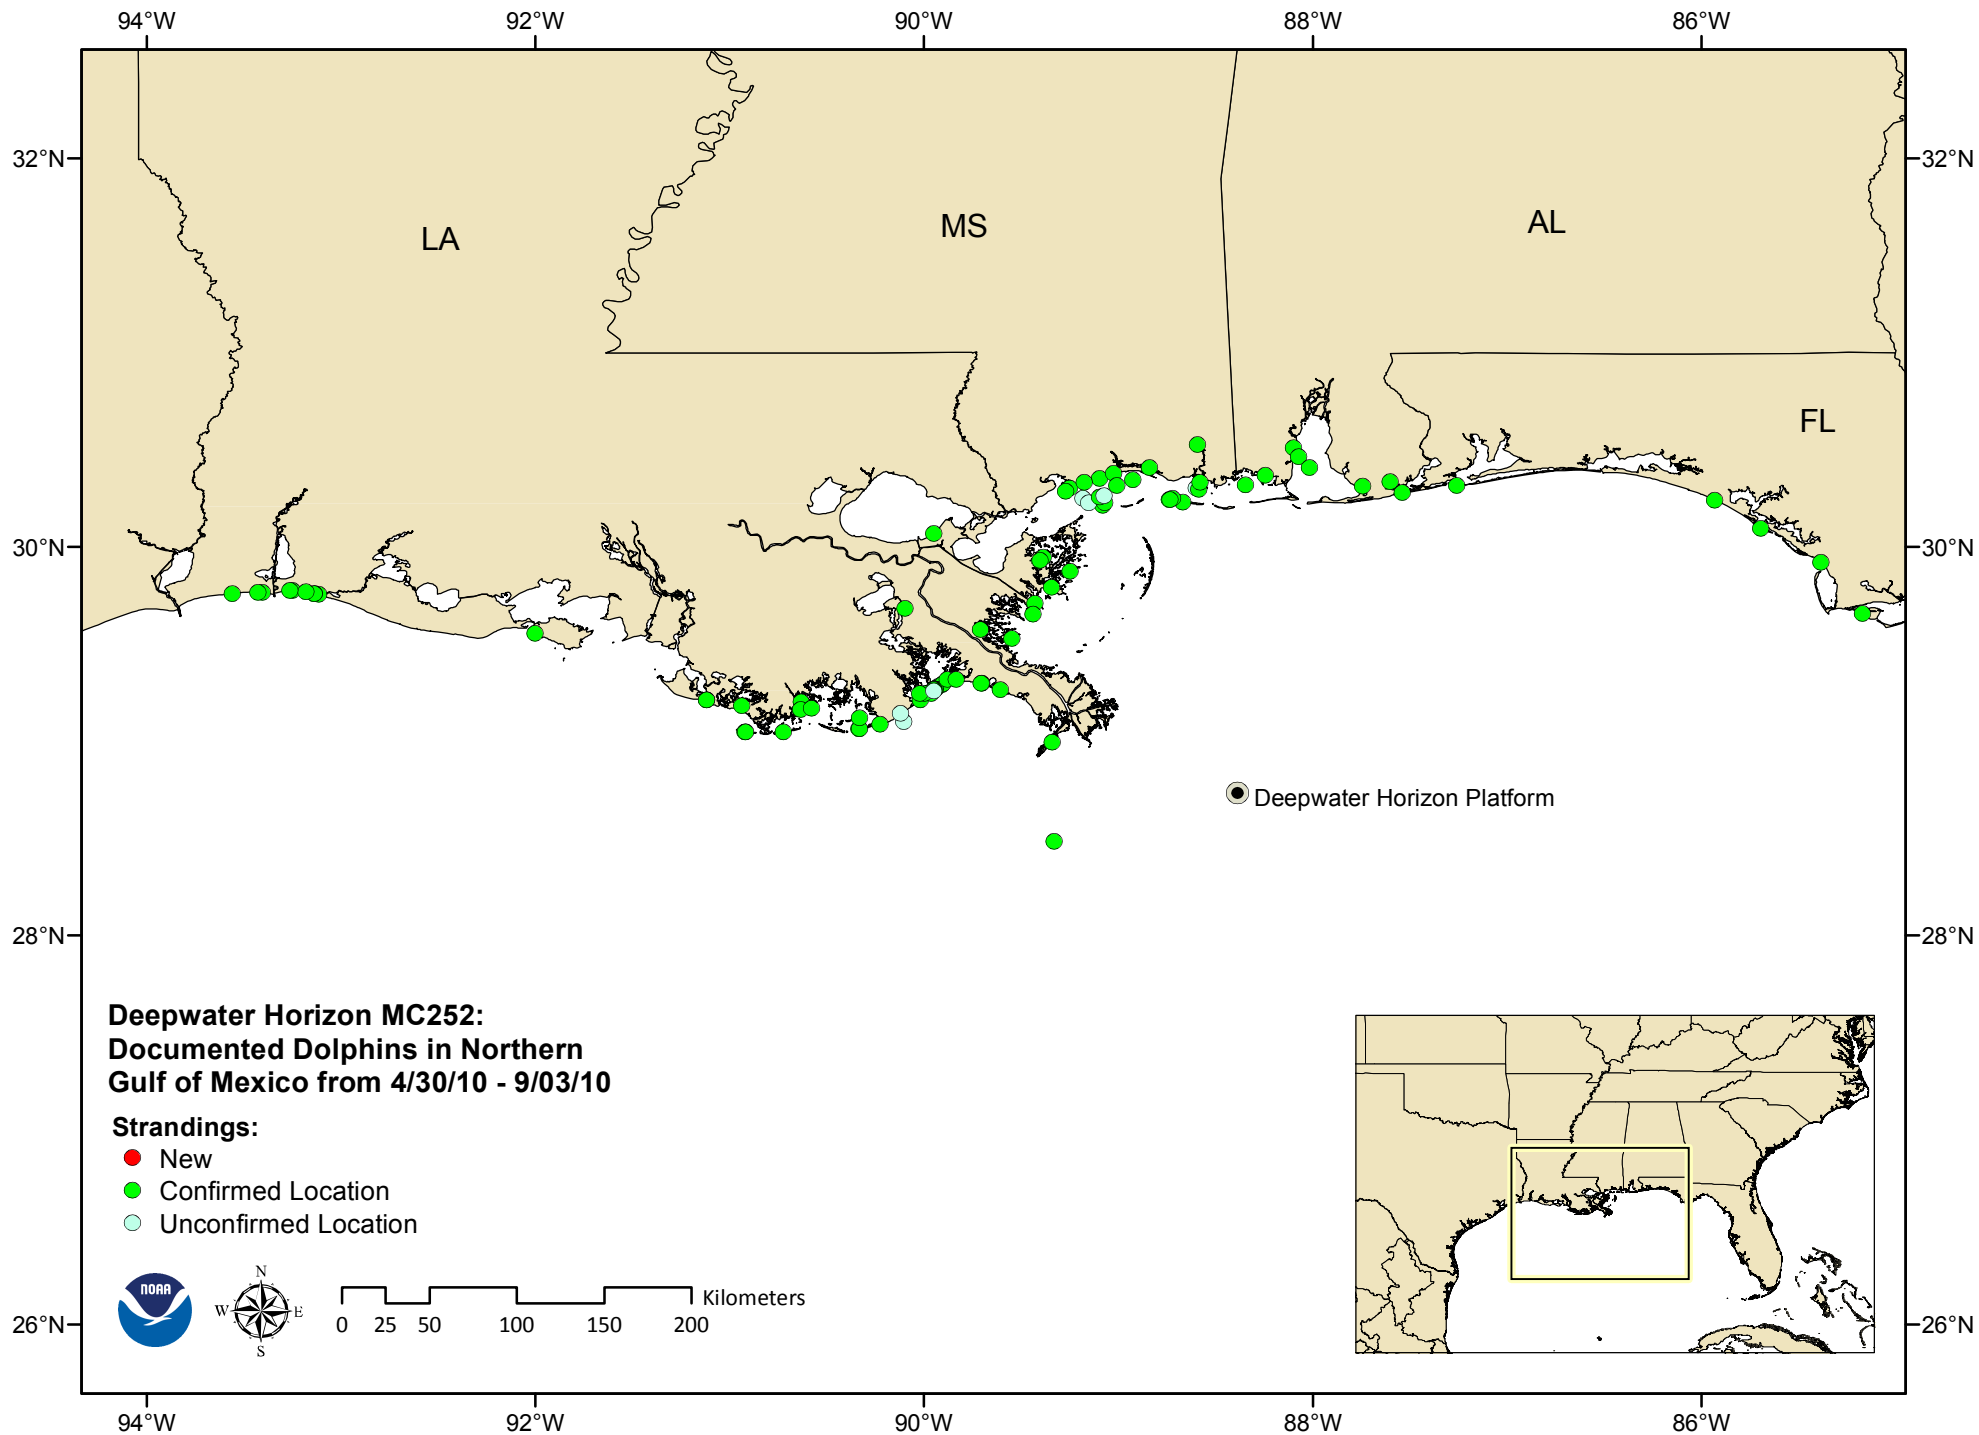 94°W 92°W 90°W 88°W 86°W
32°N 32°N
LA MS AL
FL
30°N 30°N
Deepwater Horizon Platform
28°N 28°N
Deepwater Horizon MC252:
Documented Dolphins in Northern
Gulf of Mexico from 4/30/10 - 9/03/10
Strandings:
New
Confirmed Location
Unconfirmed Location
NOAA
N
W E
S
Kilometers
0 25 50 100 150 200
26°N 26°N
94°W 92°W 90°W 88°W 86°W